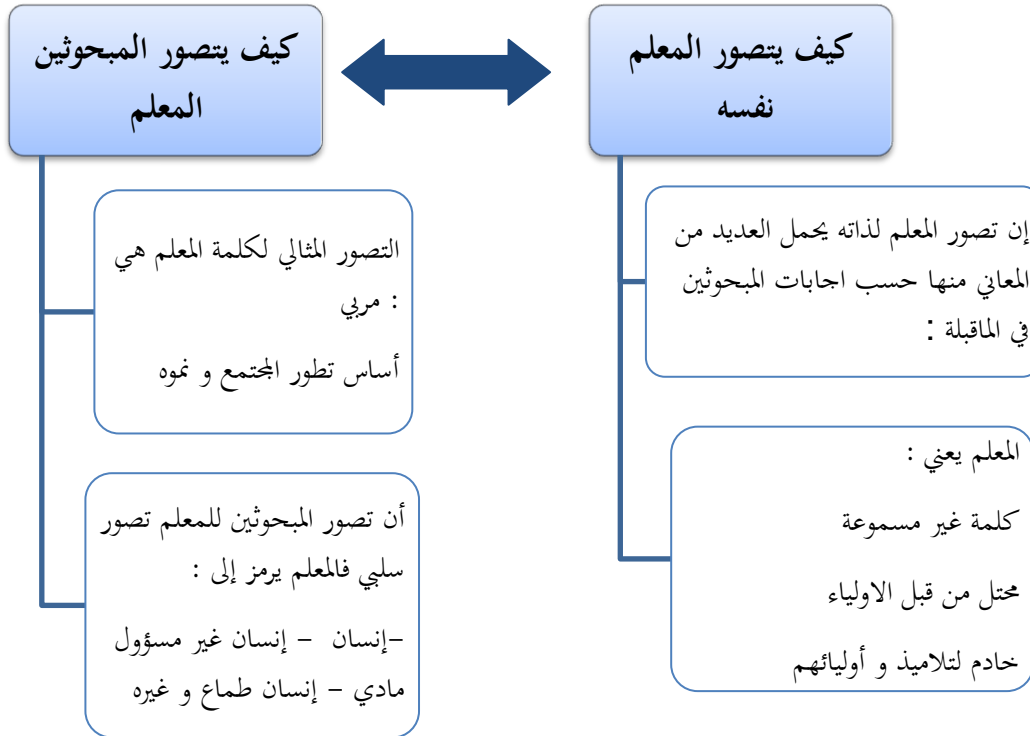 كيف يتصور المعلم
نفسه
إن تصور المعلم لذاته يحمل العديد من
المعاني منها حسب اجابات المبحوثين
في الماقبلة :
المعلم يعني :
كلمة غير مسموعة
محتل من قبل الاولياء
خادم لتلاميذ و أوليائهم
كيف يتصور المبحوثين
المعلم
التصور المثالي لكلمة المعلم هي
: مربي
أساس تطور المجتمع و نموه
أن تصور المبحوثين للمعلم تصور
سلبي فالمعلم يرمز إلى :
–إنسان – إنسان غير مسؤول
مادي – إنسان طماع و غيره